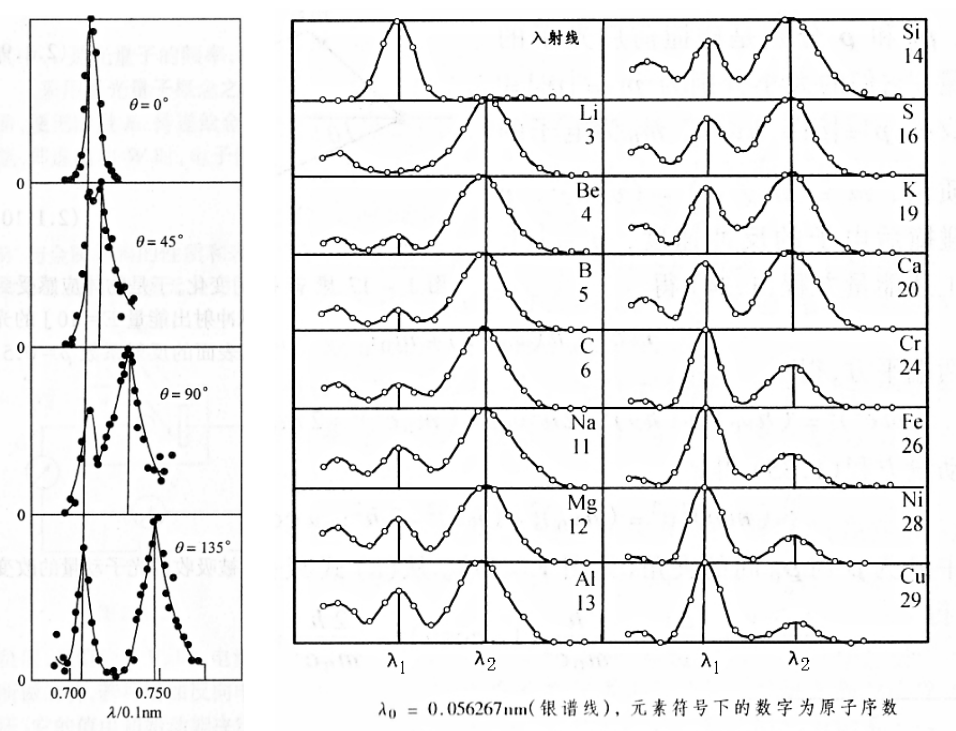 θ=0°
0
θ=45°
0
θ=90°
0
θ=135°
0
0.700
0.750
λ/0.1nm
入射线
Li
3
Be
4
B
5
C
6
Na
11
Mg
12
Al
13
Si
14
S
16
K
19
Ca
20
Cr
24
Fe
26
Ni
28
Cu
29
λ₁
λ₂
λ₁
λ₂
λ₀ = 0.056267nm(银谱线), 元素符号下的数字为原子序数